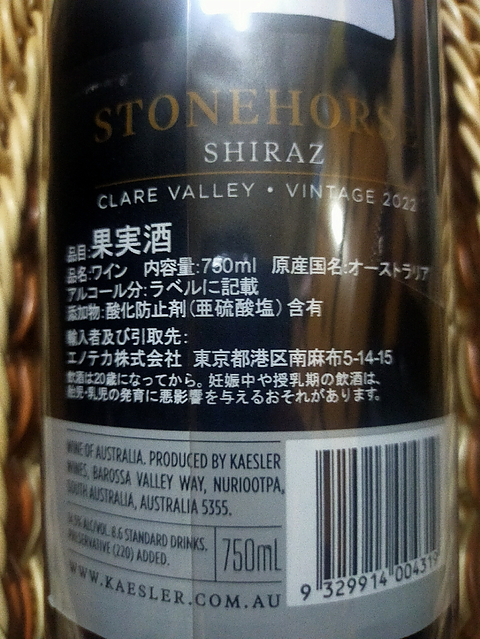 STONEHORSE
SHIRAZ
CLARE VALLEY • VINTAGE 2022
品目:果実酒
品名:ワイン 内容量:750ml 原産国名:オーストラリア
アルコール分:ラベルに記載
添加物:酸化防止剤(亜硫酸塩)含有
輸入者及び引取先:
エノテカ株式会社 東京都港区南麻布5-14-15
飲酒は20歳になってから。妊娠中や授乳期の飲酒は、
胎児・乳児の発育に悪影響を与えるおそれがあります。
WINE OF AUSTRALIA. PRODUCED BY KAESLER
WINES, BAROSSA VALLEY WAY, NURIOOTPA,
SOUTH AUSTRALIA, AUSTRALIA 5355.
ALC/VOL. 8.6 STANDARD DRINKS.
PRESERVATIVE (220) ADDED.
750mL
WWW.KAESLER.COM.AU
9 329914 004319